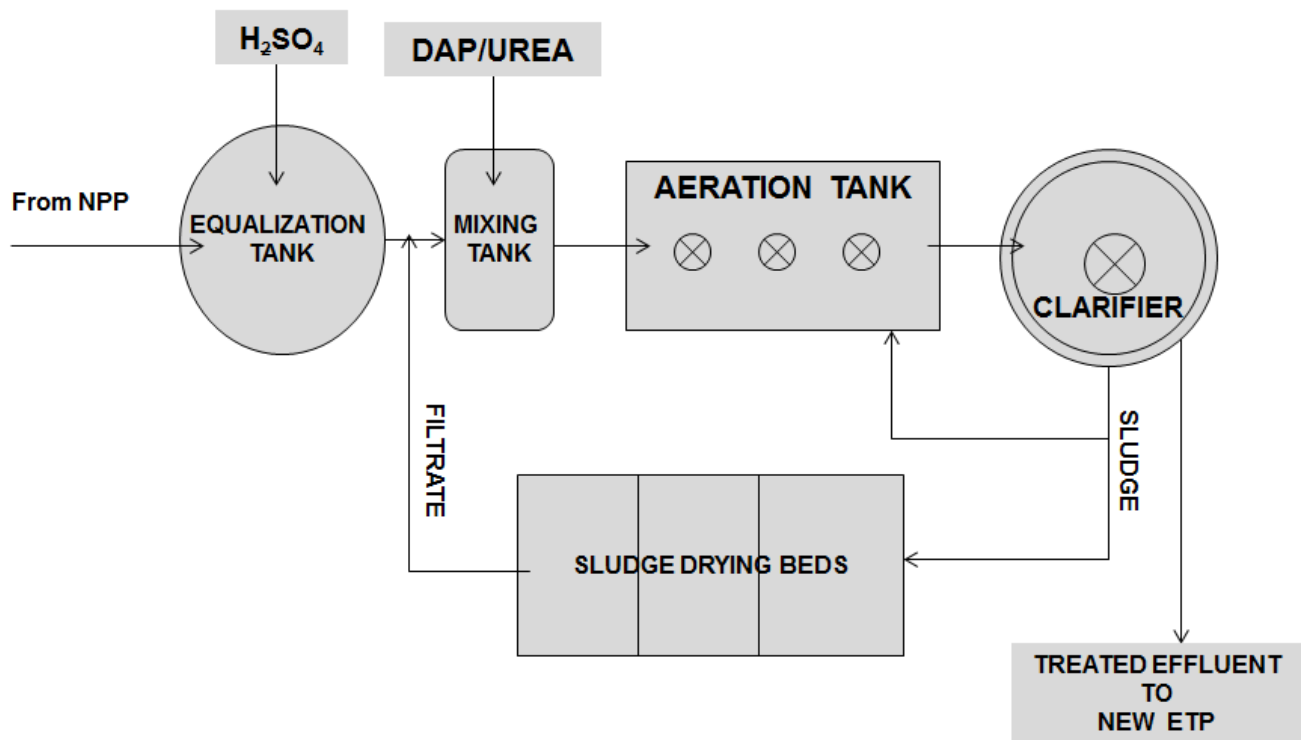 H₂SO₄
DAP/UREA
From NPP
EQUALIZATION
TANK
MIXING
TANK
AERATION TANK
CLARIFIER
FILTRATE
SLUDGE
SLUDGE DRYING BEDS
TREATED EFFLUENT
TO
NEW ETP